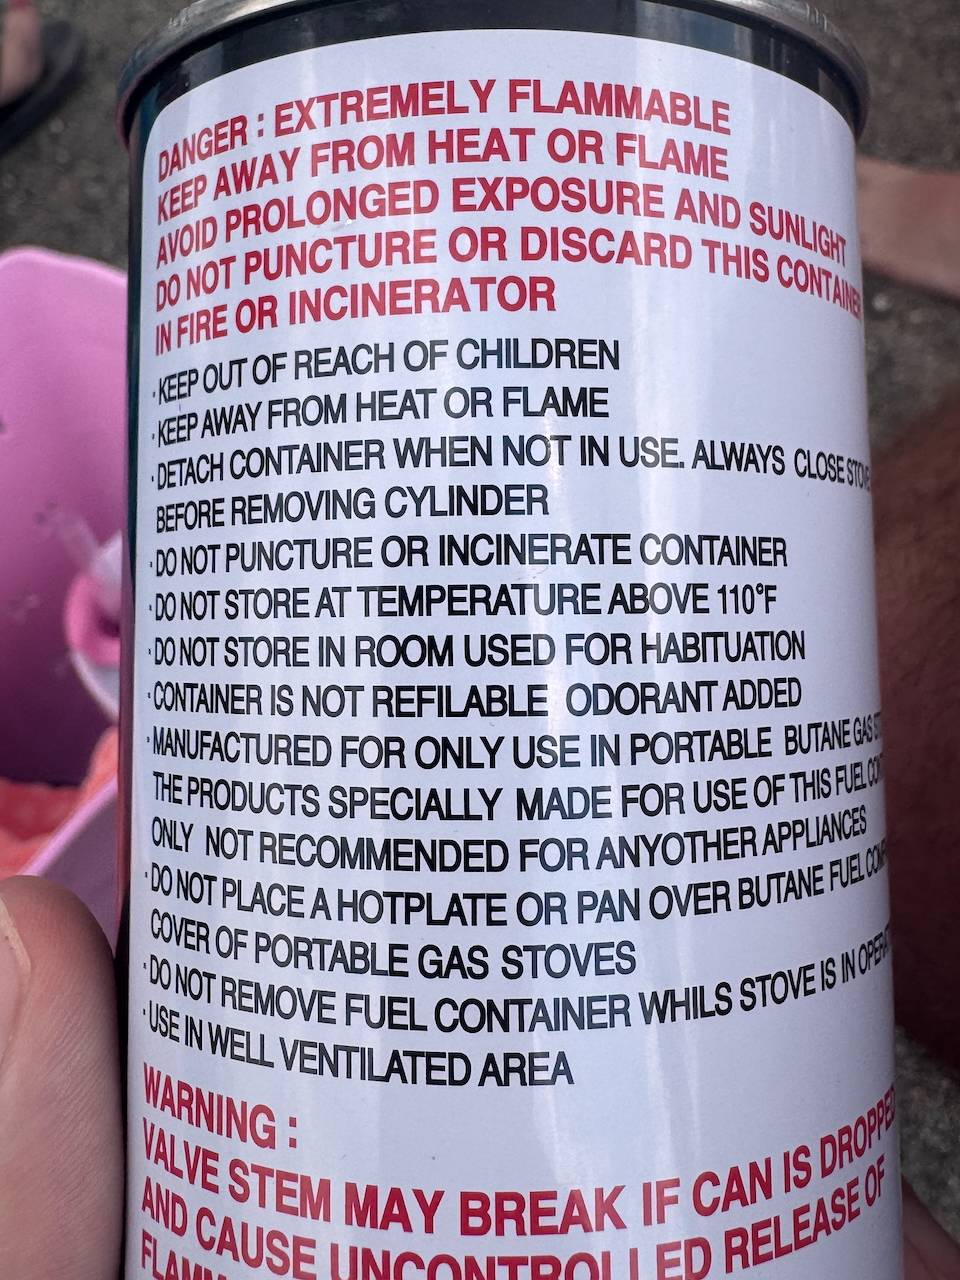 DANGER : EXTREMELY FLAMMABLE
KEEP AWAY FROM HEAT OR FLAME
AVOID PROLONGED EXPOSURE AND SUNLIGHT
DO NOT PUNCTURE OR DISCARD THIS CONTAINER
IN FIRE OR INCINERATOR
· KEEP OUT OF REACH OF CHILDREN
· KEEP AWAY FROM HEAT OR FLAME
· DETACH CONTAINER WHEN NOT IN USE. ALWAYS CLOSE STOVE
BEFORE REMOVING CYLINDER
· DO NOT PUNCTURE OR INCINERATE CONTAINER
· DO NOT STORE AT TEMPERATURE ABOVE 110°F
· DO NOT STORE IN ROOM USED FOR HABITUATION
· CONTAINER IS NOT REFILABLE ODORANT ADDED
· MANUFACTURED FOR ONLY USE IN PORTABLE BUTANE GAS
THE PRODUCTS SPECIALLY MADE FOR USE OF THIS FUEL
ONLY NOT RECOMMENDED FOR ANYOTHER APPLIANCES
· DO NOT PLACE A HOTPLATE OR PAN OVER BUTANE FUEL
COVER OF PORTABLE GAS STOVES
· DO NOT REMOVE FUEL CONTAINER WHILS STOVE IS IN
· USE IN WELL VENTILATED AREA
WARNING :
VALVE STEM MAY BREAK IF CAN IS DROPPED
AND CAUSE UNCONTROLLED RELEASE OF